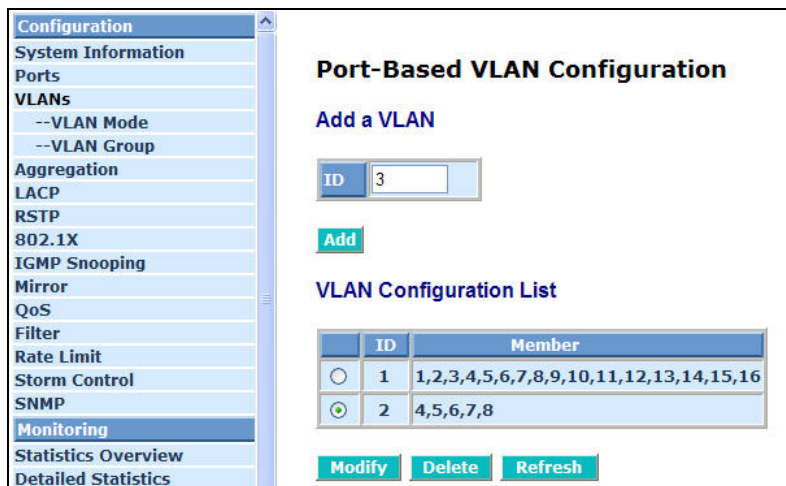 Configuration
System Information
Ports
VLANs
--VLAN Mode
--VLAN Group
Aggregation
LACP
RSTP
802.1X
IGMP Snooping
Mirror
QoS
Filter
Rate Limit
Storm Control
SNMP
Monitoring
Statistics Overview
Detailed Statistics
Port-Based VLAN Configuration
Add a VLAN
ID 3
Add
VLAN Configuration List
ID Member
1 1,2,3,4,5,6,7,8,9,10,11,12,13,14,15,16
2 4,5,6,7,8
Modify Delete Refresh